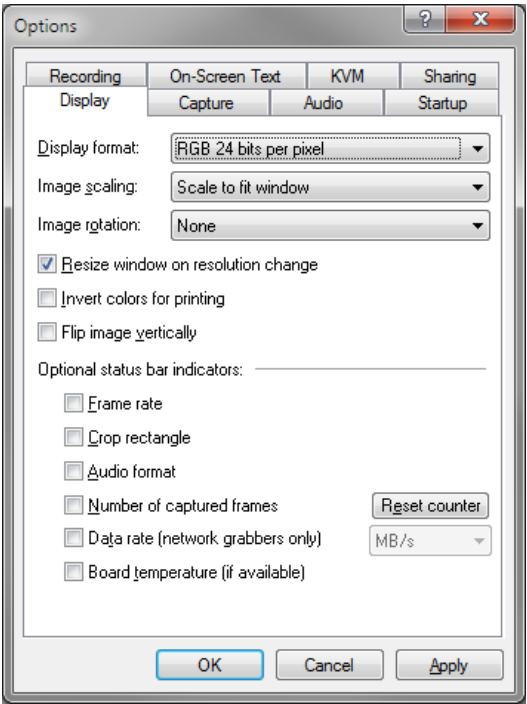 Options
?
Recording On-Screen Text KVM Sharing
Display Capture Audio Startup
Display format: RGB 24 bits per pixel
Image scaling: Scale to fit window
Image rotation: None
Resize window on resolution change
Invert colors for printing
Flip image vertically
Optional status bar indicators:
Frame rate
Crop rectangle
Audio format
Number of captured frames Reset counter
Data rate (network grabbers only) MB/s
Board temperature (if available)
OK Cancel Apply